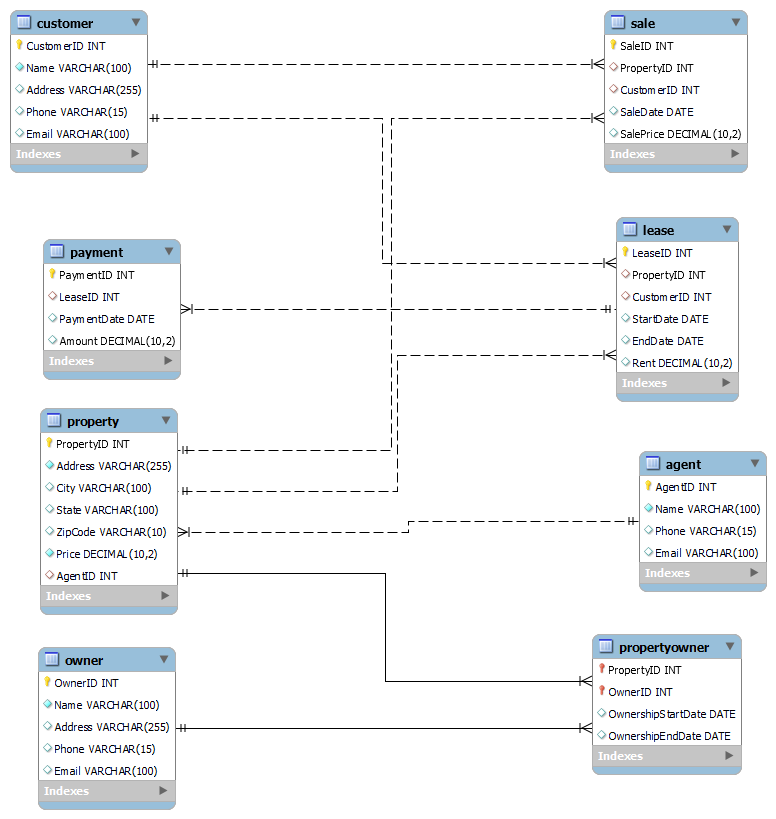 customer
CustomerID INT
Name VARCHAR(100)
Address VARCHAR(255)
Phone VARCHAR(15)
Email VARCHAR(100)
Indexes
sale
SaleID INT
PropertyID INT
CustomerID INT
SaleDate DATE
SalePrice DECIMAL(10,2)
Indexes
payment
PaymentID INT
LeaseID INT
PaymentDate DATE
Amount DECIMAL(10,2)
Indexes
lease
LeaseID INT
PropertyID INT
CustomerID INT
StartDate DATE
EndDate DATE
Rent DECIMAL(10,2)
Indexes
property
PropertyID INT
Address VARCHAR(255)
City VARCHAR(100)
State VARCHAR(100)
ZipCode VARCHAR(10)
Price DECIMAL(10,2)
AgentID INT
Indexes
agent
AgentID INT
Name VARCHAR(100)
Phone VARCHAR(15)
Email VARCHAR(100)
Indexes
owner
OwnerID INT
Name VARCHAR(100)
Address VARCHAR(255)
Phone VARCHAR(15)
Email VARCHAR(100)
Indexes
propertyowner
PropertyID INT
OwnerID INT
OwnershipStartDate DATE
OwnershipEndDate DATE
Indexes